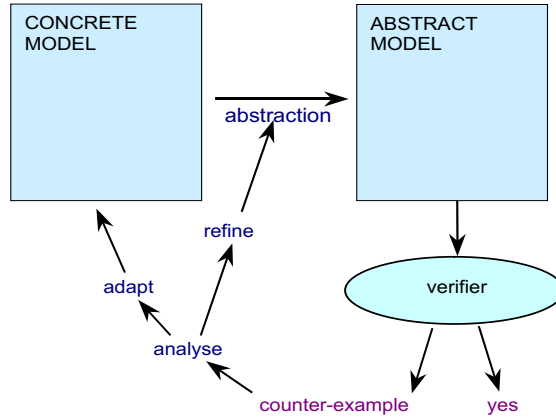 CONCRETE
MODEL
ABSTRACT
MODEL
abstraction
refine
adapt
verifier
analyse
counter-example
yes